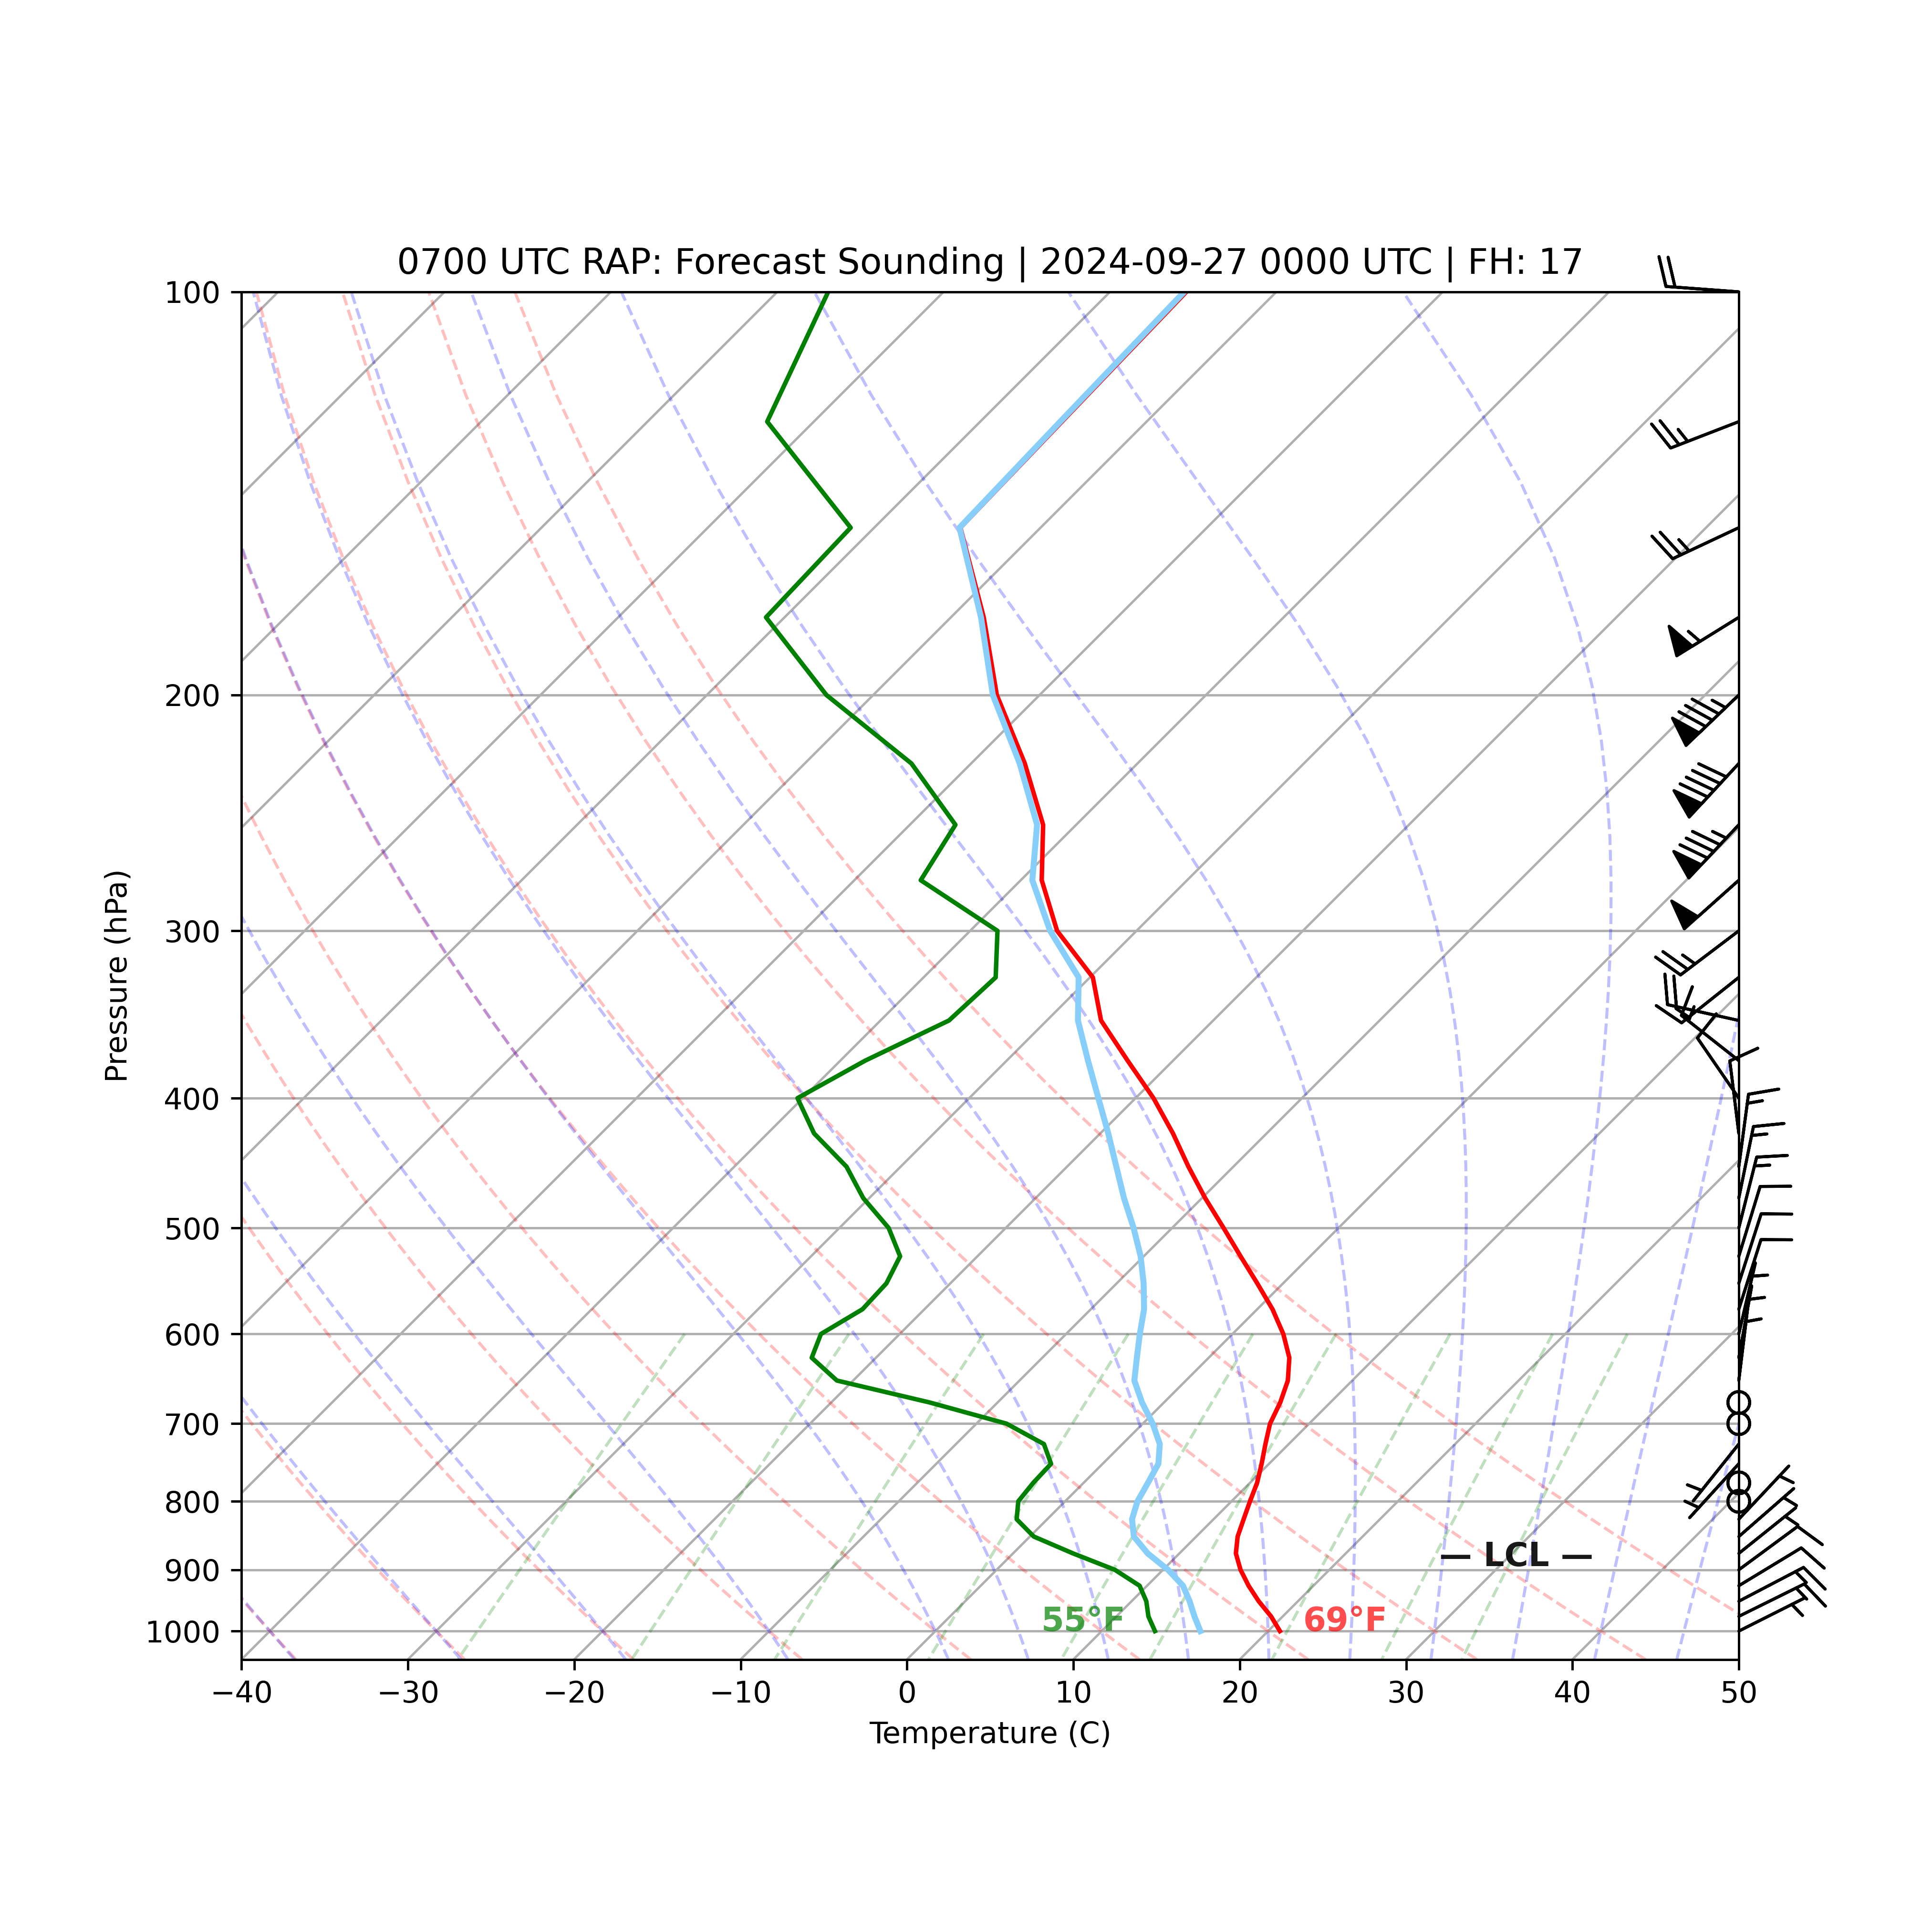 0700 UTC RAP: Forecast Sounding | 2024-09-27 0000 UTC | FH: 17
100
200
300
400
500
600
700
800
900
1000
Pressure (hPa)
— LCL —
55°F
69°F
−40 −30 −20 −10 0 10 20 30 40 50
Temperature (C)